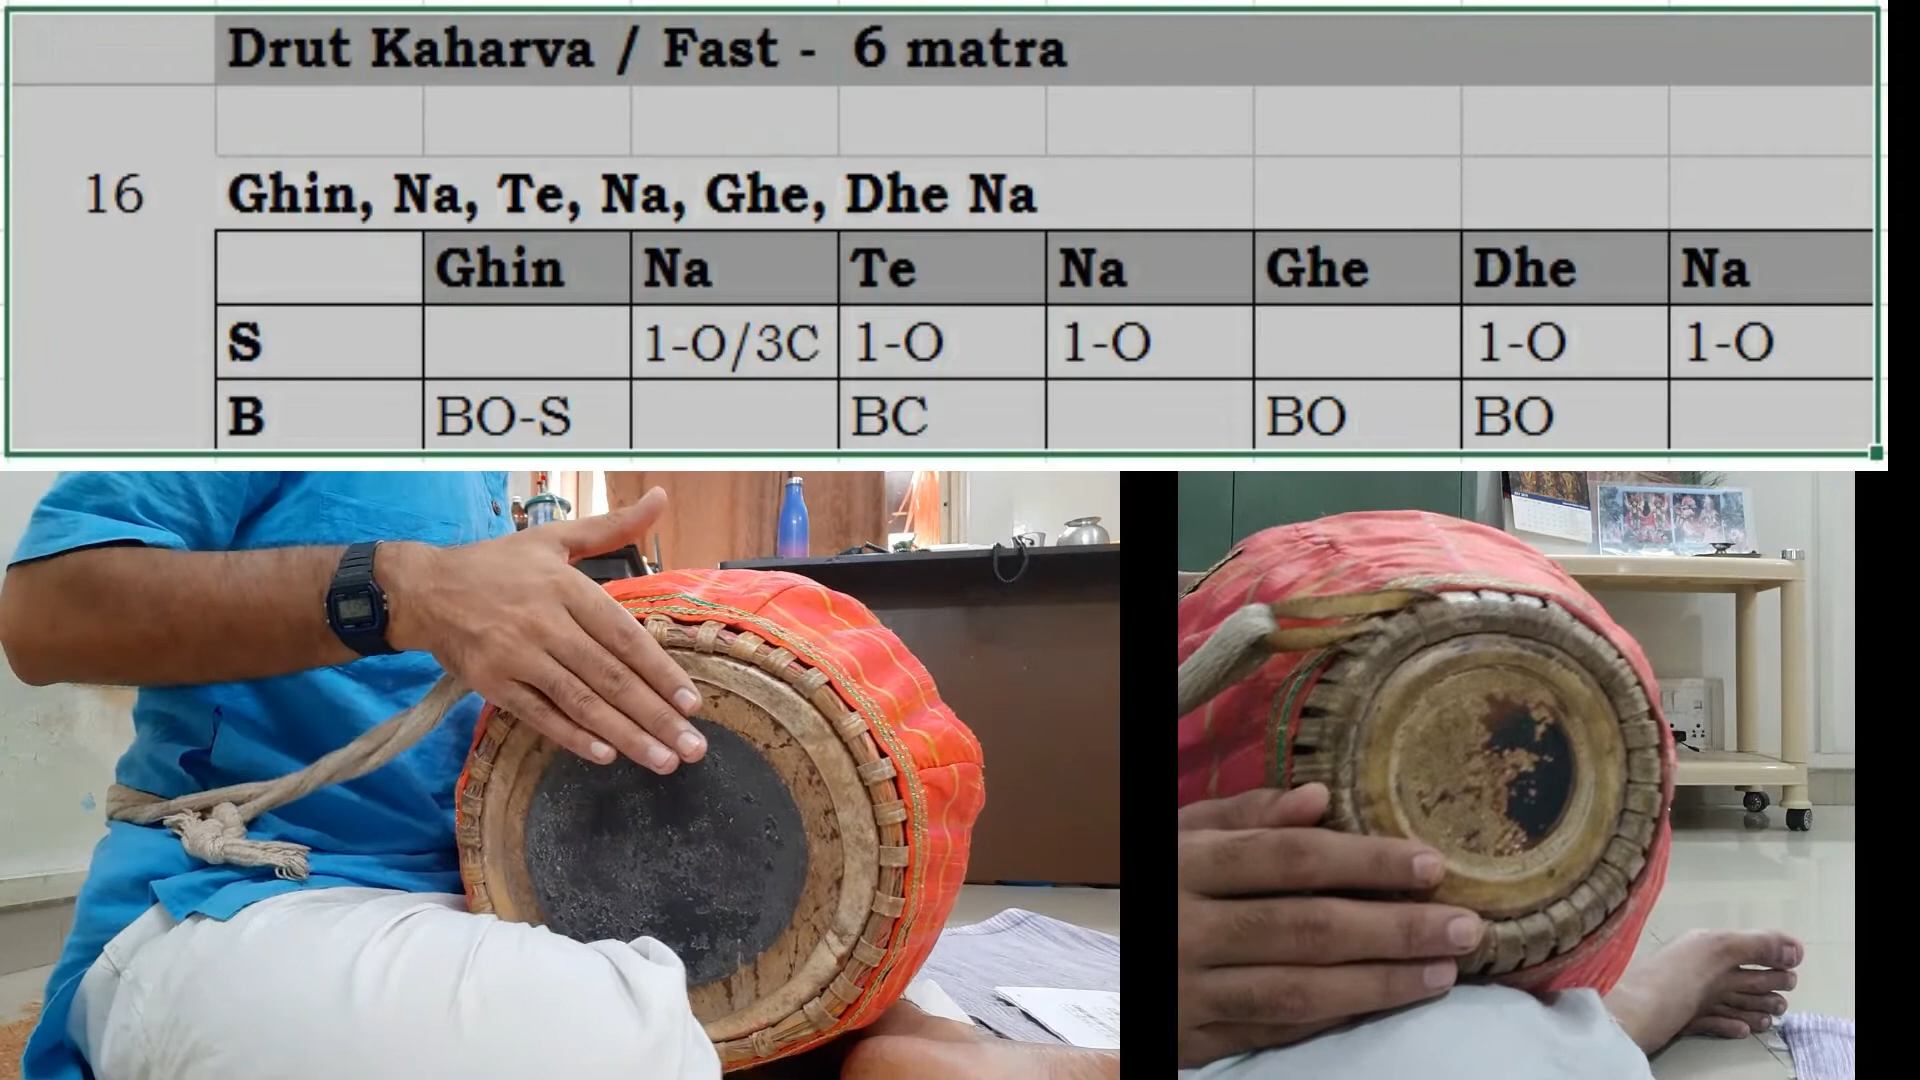 Drut Kaharva / Fast - 6 matra
16 Ghin, Na, Te, Na, Ghe, Dhe Na
Ghin Na Te Na Ghe Dhe Na
S 1-O/3C 1-O 1-O 1-O 1-O
B BO-S BC BO BO